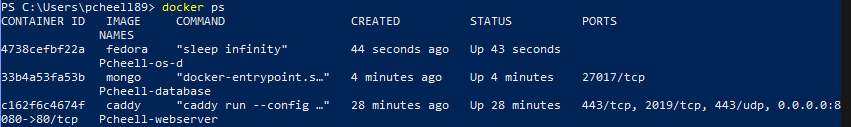 PS C:\Users\pcheell89> docker ps
CONTAINER ID   IMAGE     COMMAND                  CREATED          STATUS          PORTS
               NAMES
4738cefbf22a   fedora    "sleep infinity"         44 seconds ago   Up 43 seconds
               Pcheell-os-d
33b4a53fa53b   mongo     "docker-entrypoint.s…"   4 minutes ago    Up 4 minutes    27017/tcp
               Pcheell-database
c162f6c4674f   caddy     "caddy run --config …"   28 minutes ago   Up 28 minutes   443/tcp, 2019/tcp, 443/udp, 0.0.0.0:8
080->80/tcp    Pcheell-webserver